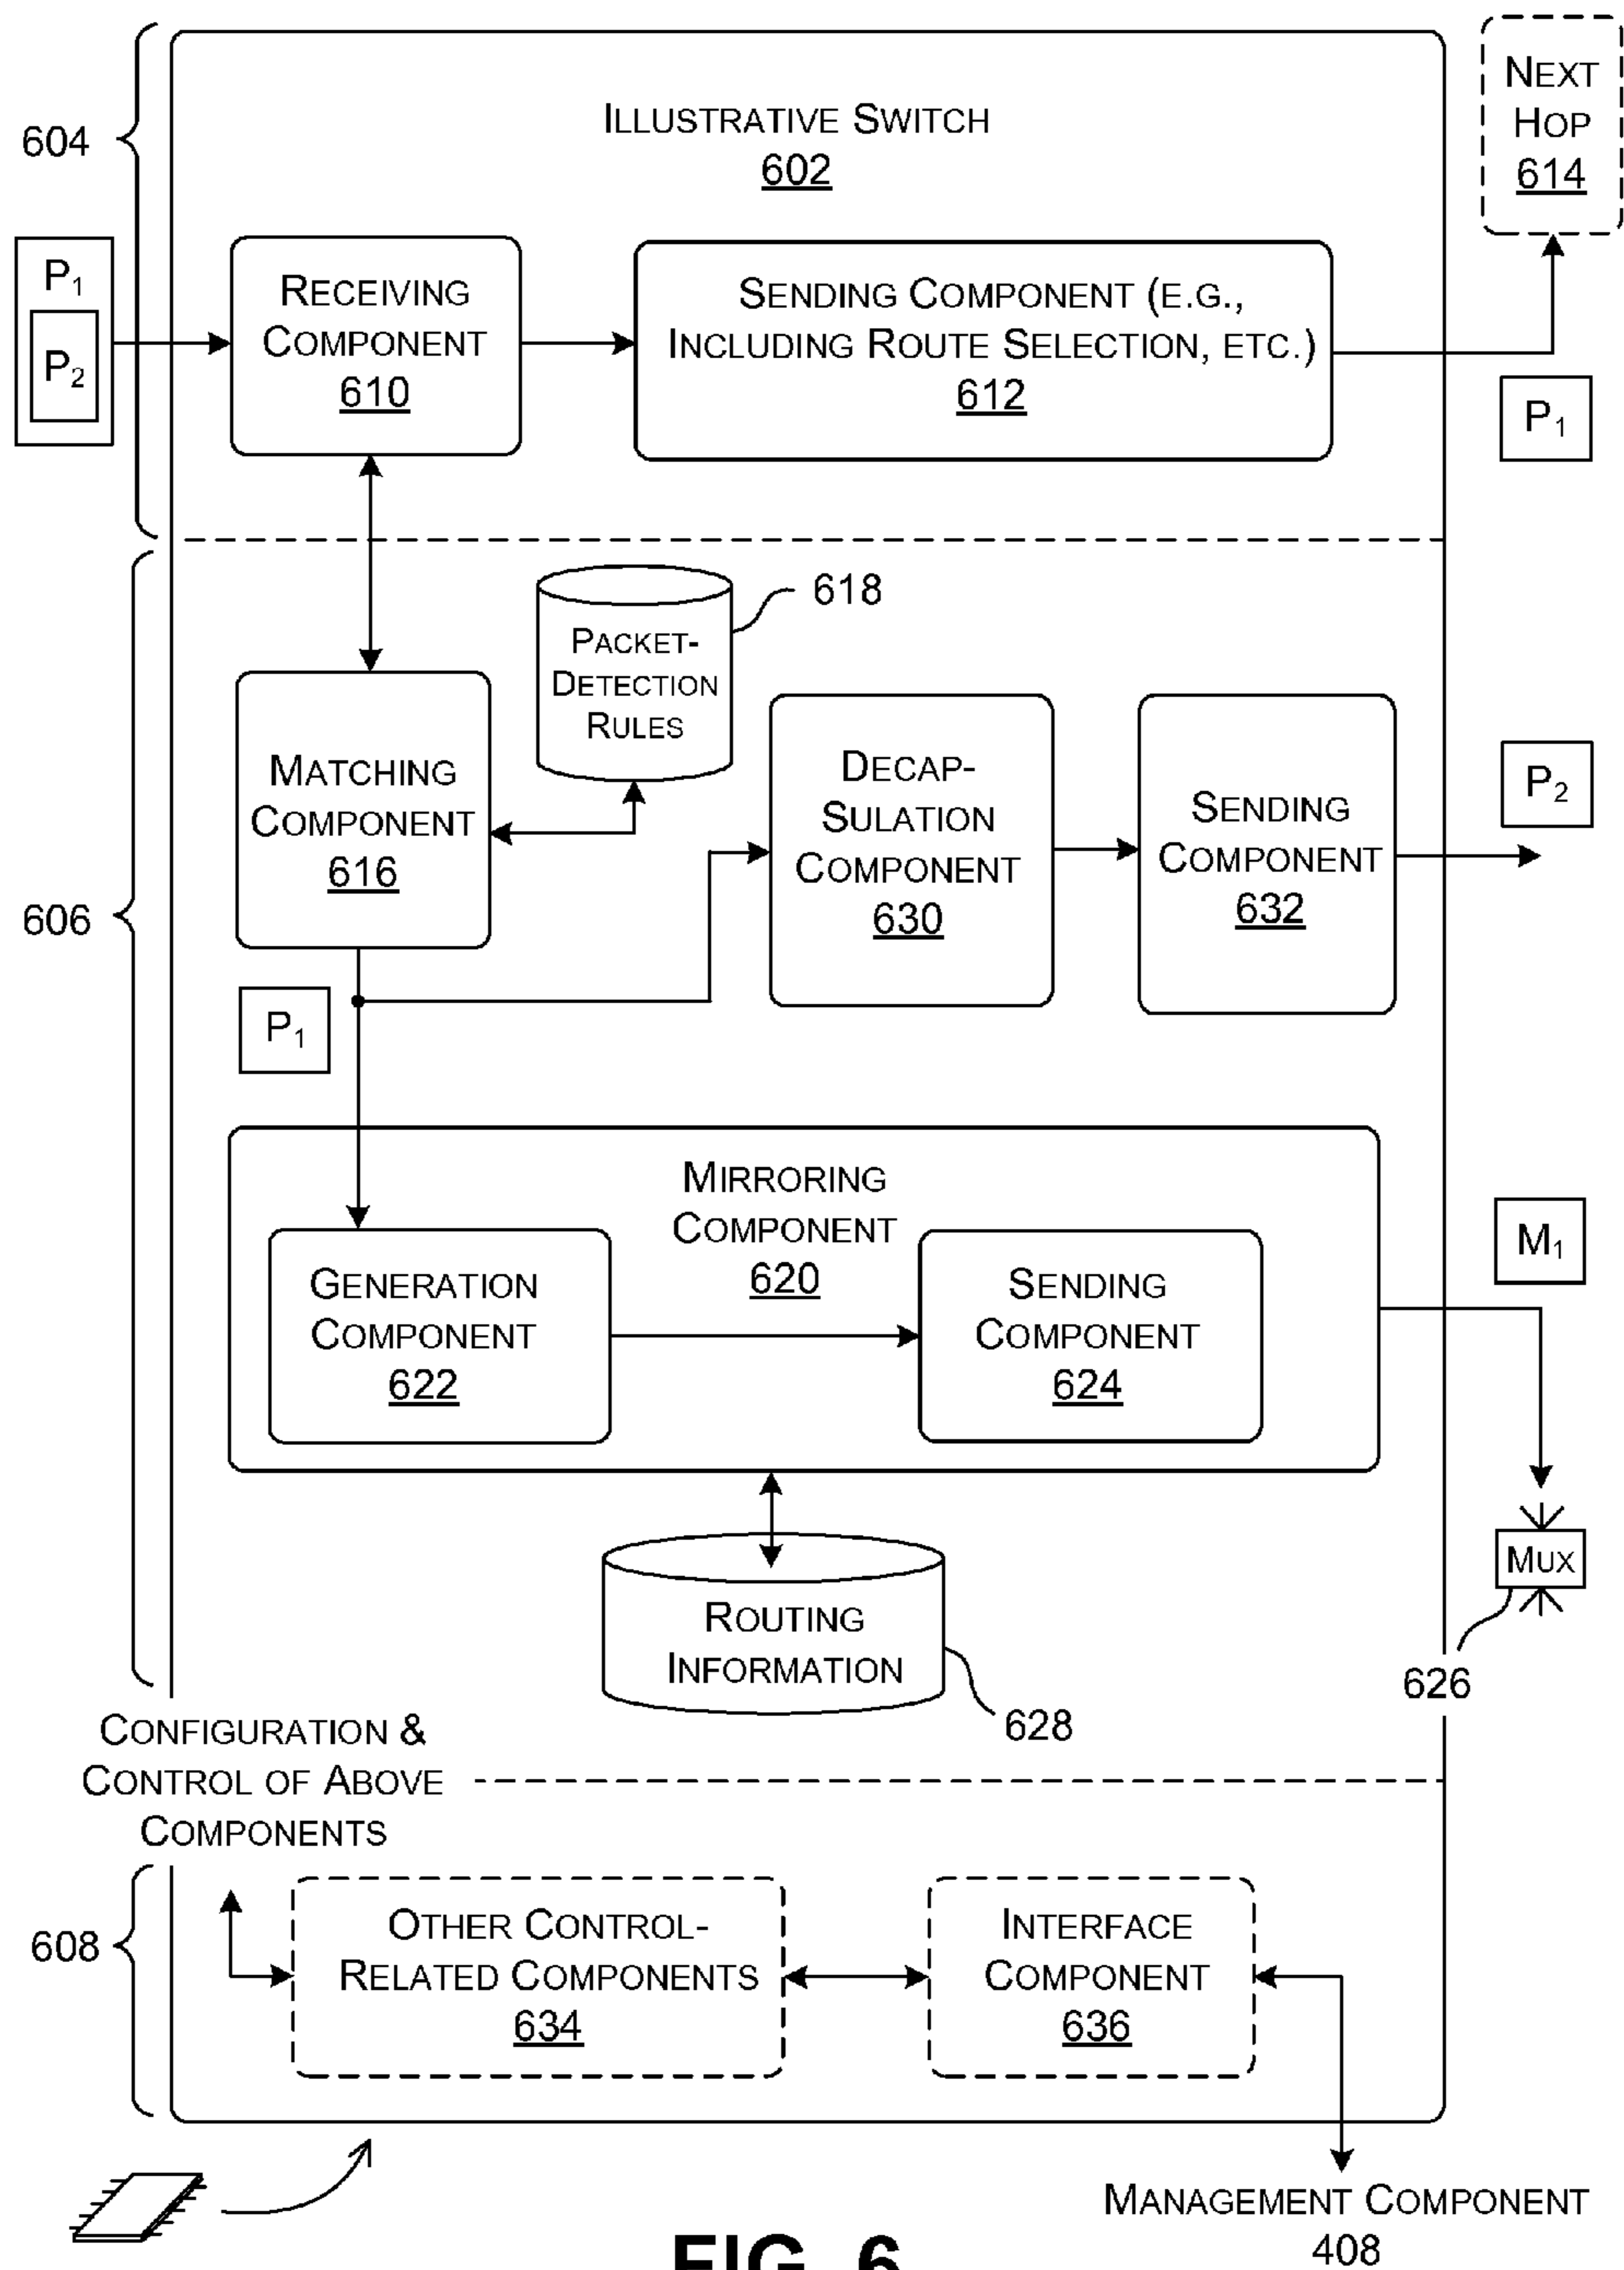 604
ILLUSTRATIVE SWITCH
602
NEXT
HOP
614
P1
P2
RECEIVING
COMPONENT
610
SENDING COMPONENT (E.G.,
INCLUDING ROUTE SELECTION, ETC.)
612
P1
606
618
PACKET-
DETECTION
RULES
MATCHING
COMPONENT
616
DECAP-
SULATION
COMPONENT
630
SENDING
COMPONENT
632
P2
P1
MIRRORING
COMPONENT
620
GENERATION
COMPONENT
622
SENDING
COMPONENT
624
M1
MUX
626
ROUTING
INFORMATION
628
CONFIGURATION &
CONTROL OF ABOVE
COMPONENTS
608
OTHER CONTROL-
RELATED COMPONENTS
634
INTERFACE
COMPONENT
636
MANAGEMENT COMPONENT
408
FIG. 6